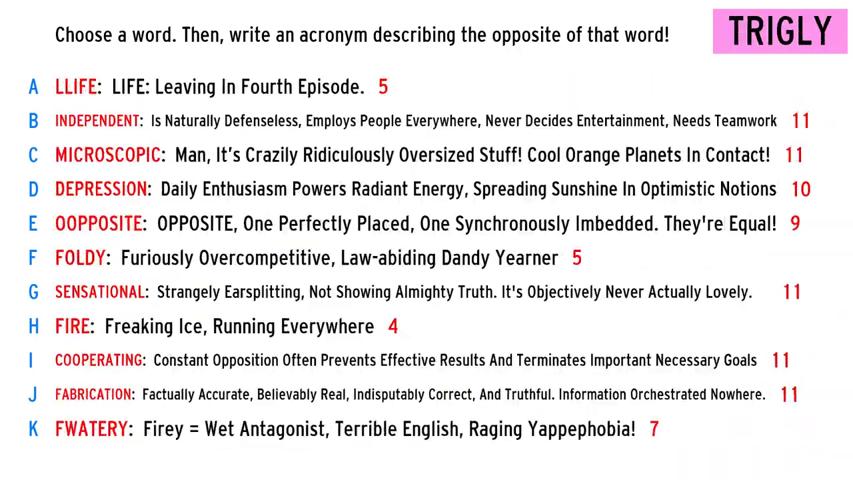 Choose a word. Then, write an acronym describing the opposite of that word!
TRIGLY
A LLIFE: LIFE: Leaving In Fourth Episode. 5
B INDEPENDENT: Is Naturally Defenseless, Employs People Everywhere, Never Decides Entertainment, Needs Teamwork 11
C MICROSCOPIC: Man, It's Crazily Ridiculously Oversized Stuff! Cool Orange Planets In Contact! 11
D DEPRESSION: Daily Enthusiasm Powers Radiant Energy, Spreading Sunshine In Optimistic Notions 10
E OOPPOSITE: OPPOSITE, One Perfectly Placed, One Synchronously Imbedded. They're Equal! 9
F FOLDY: Furiously Overcompetitive, Law-abiding Dandy Yearner 5
G SENSATIONAL: Strangely Earsplitting, Not Showing Almighty Truth. It's Objectively Never Actually Lovely. 11
H FIRE: Freaking Ice, Running Everywhere 4
I COOPERATING: Constant Opposition Often Prevents Effective Results And Terminates Important Necessary Goals 11
J FABRICATION: Factually Accurate, Believably Real, Indisputably Correct, And Truthful. Information Orchestrated Nowhere. 11
K FWATERY: Firey = Wet Antagonist, Terrible English, Raging Yappephobia! 7